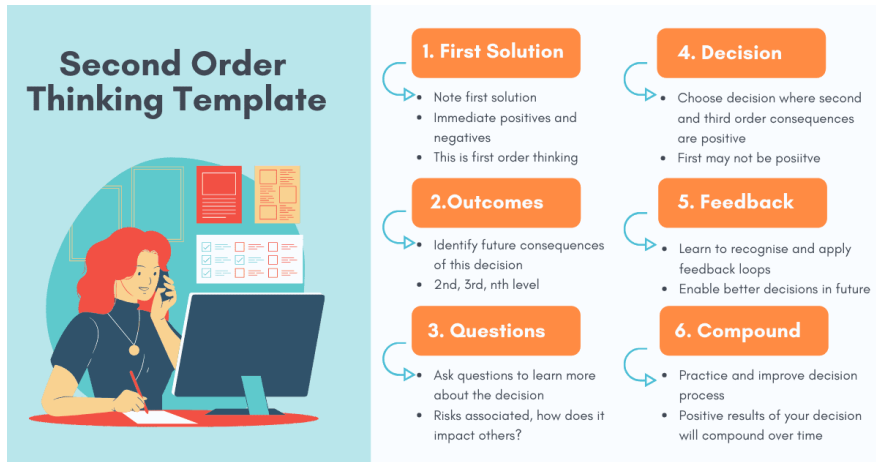 Second Order
Thinking Template
1. First Solution
Note first solution
Immediate positives and
negatives
This is first order thinking
2.Outcomes
Identify future consequences
of this decision
2nd, 3rd, nth level
3. Questions
Ask questions to learn more
about the decision
Risks associated, how does it
impact others?
4. Decision
Choose decision where second
and third order consequences
are positive
First may not be posiitve
5. Feedback
Learn to recognise and apply
feedback loops
Enable better decisions in future
6. Compound
Practice and improve decision
process
Positive results of your decision
will compound over time